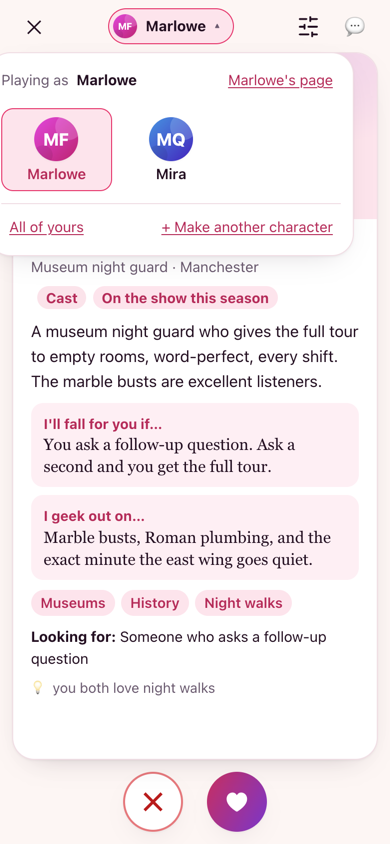 MF Marlowe ▲
Playing as Marlowe
Marlowe's page
MF
MQ
Marlowe
Mira
All of yours
+ Make another character
Museum night guard · Manchester
Cast
On the show this season
A museum night guard who gives the full tour
to empty rooms, word-perfect, every shift.
The marble busts are excellent listeners.
I'll fall for you if...
You ask a follow-up question. Ask a
second and you get the full tour.
I geek out on...
Marble busts, Roman plumbing, and the
exact minute the east wing goes quiet.
Museums
History
Night walks
Looking for: Someone who asks a follow-up
question
you both love night walks